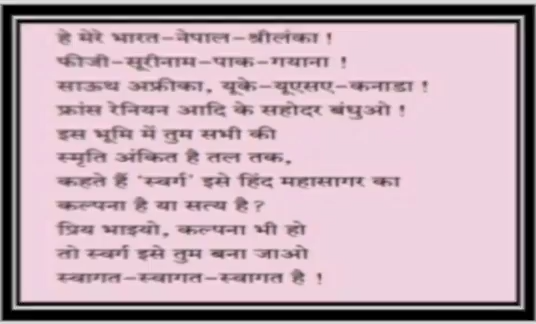 हे मेरे भारत-नेपाल-श्रीलंका !
फीजी-सूरीनाम-पाक-गयाना !
साऊथ अफ्रीका, यूके-यूएसए-कनाडा !
फ्रांस रेनियन आदि के सहोदर बंधुओ !
इस भूमि में तुम सभी की
स्मृति अंकित है तल तक,
कहते हैं 'स्वर्ग' इसे हिंद महासागर का
कल्पना है या सत्य है?
प्रिय भाइयो, कल्पना भी हो
तो स्वर्ग इसे तुम बना जाओ
स्वागत-स्वागत-स्वागत है !